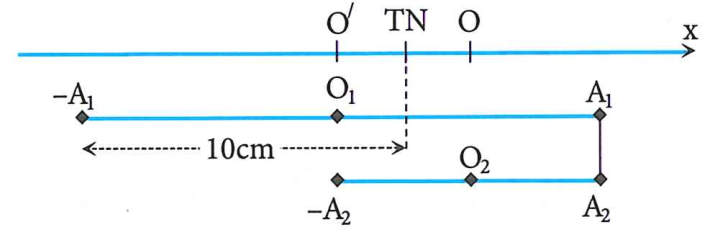 O′ TN O x
−A₁ O₁ A₁
10cm
O₂
−A₂ A₂